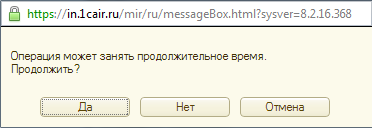 https://in.1cair.ru/mir/ru/messageBox.html?sysver=8.2.16.368
Операция может занять продолжительное время.
Продолжить?
Да Нет Отмена